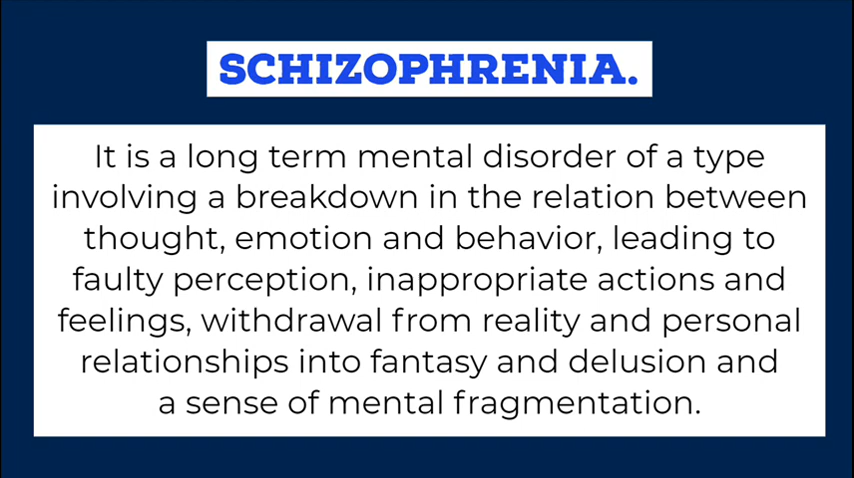 SCHIZOPHRENIA.
It is a long term mental disorder of a type
involving a breakdown in the relation between
thought, emotion and behavior, leading to
faulty perception, inappropriate actions and
feelings, withdrawal from reality and personal
relationships into fantasy and delusion and
a sense of mental fragmentation.